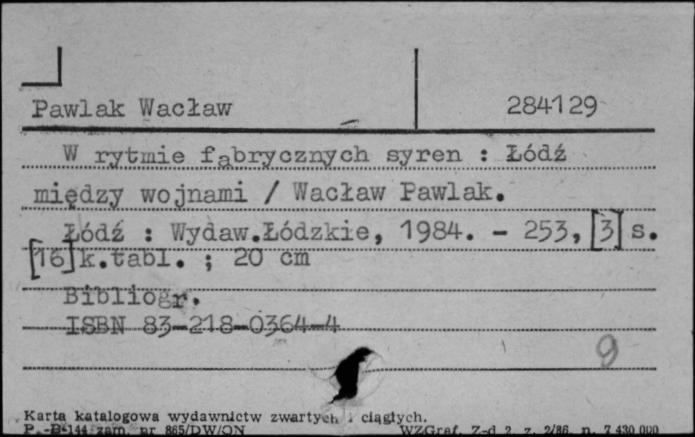 Pawlak Wacław 284129
W rytmie fabrycznych syren : Łódź
między wojnami / Wacław Pawlak.
Łódź : Wydaw.Łódzkie, 1984. - 253, [3] s.
[16] k.tabl. ; 20 cm
Bibliogr.
ISBN 83-218-0364-4
9
Karta katalogowa wydawnictw zwartych i ciągłych.
P.-B-144 zam. nr 865/DW/ON WZGraf. Z-d 2 z. 2/86 n. 7 430 000